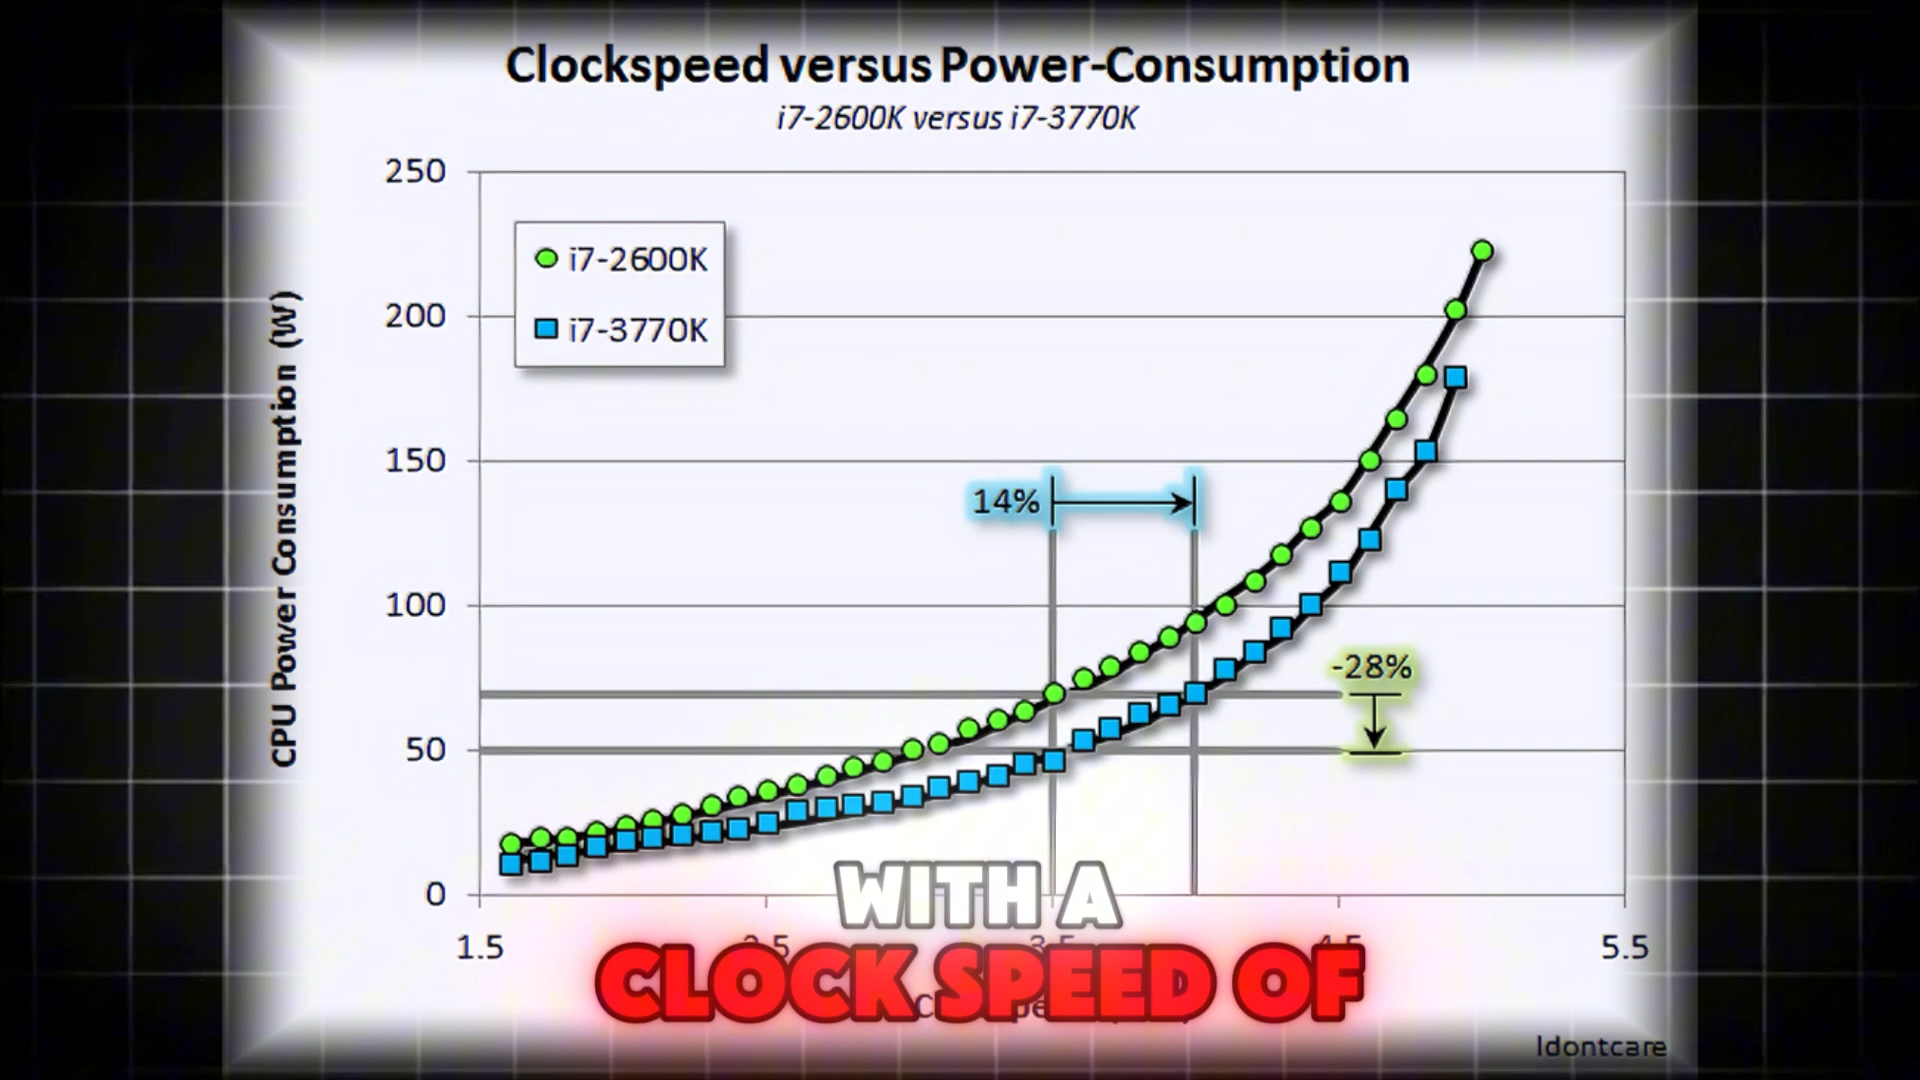 Clockspeed versus Power-Consumption
i7-2600K versus i7-3770K
CPU Power Consumption (W)
250
200
150
100
50
0
i7-2600K
i7-3770K
14%
-28%
WITH A
1.5
2.5
3.5
4.5
5.5
CLOCK SPEED OF
Idontcare